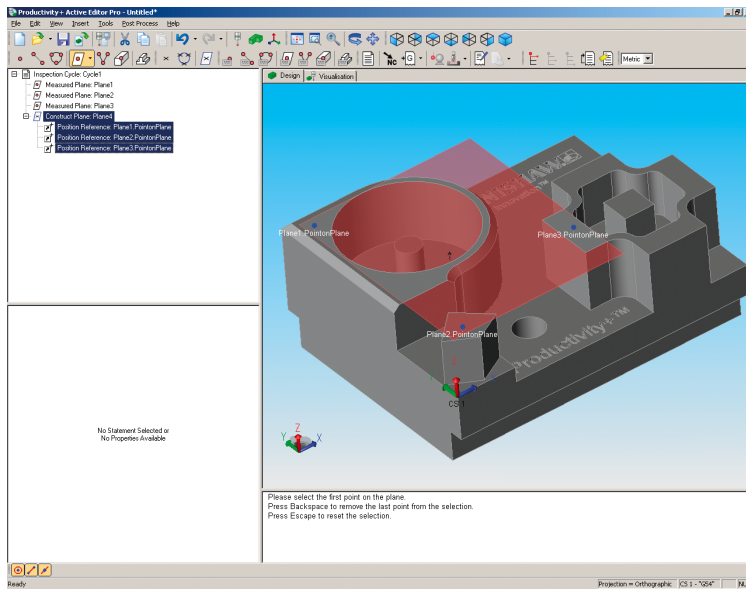 Productivity+ Active Editor Pro - Untitled*
File Edit View Insert Tools Post Process Help
NC
G
Metric
Inspection Cycle: Cycle1
Measured Plane: Plane1
Measured Plane: Plane2
Measured Plane: Plane3
Construct Plane: Plane4
Position Reference: Plane1.PointonPlane
Position Reference: Plane2.PointonPlane
Position Reference: Plane3.PointonPlane
Design Visualisation
Plane1.PointonPlane
Plane3.PointonPlane
Plane2.PointonPlane
Productivity+™
CS 1
Z
Y X
No Statement Selected or
No Properties Available
Please select the first point on the plane.
Press Backspace to remove the last point from the selection.
Press Escape to reset the selection.
Ready
Projection = Orthographic CS 1 - "G54"